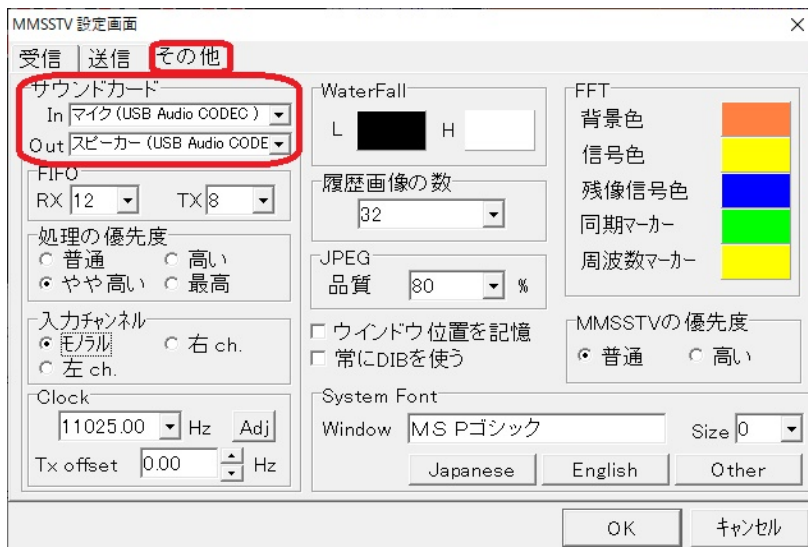 MMSSTV 設定画面
受信 送信 その他
サウンドカード
In マイク (USB Audio CODEC )
Out スピーカー (USB Audio CODE
FIFO
RX 12 TX 8
処理の優先度
普通 高い
やや高い 最高
入力チャンネル
モノラル 右 ch.
左 ch.
Clock
11025.00 Hz Adj
Tx offset 0.00 Hz
WaterFall
L H
履歴画像の数
32
JPEG
品質 80 %
ウインドウ位置を記憶
常にDIBを使う
FFT
背景色
信号色
残像信号色
同期マーカー
周波数マーカー
MMSSTVの優先度
普通 高い
System Font
Window MS Pゴシック Size 0
Japanese English Other
OK キャンセル